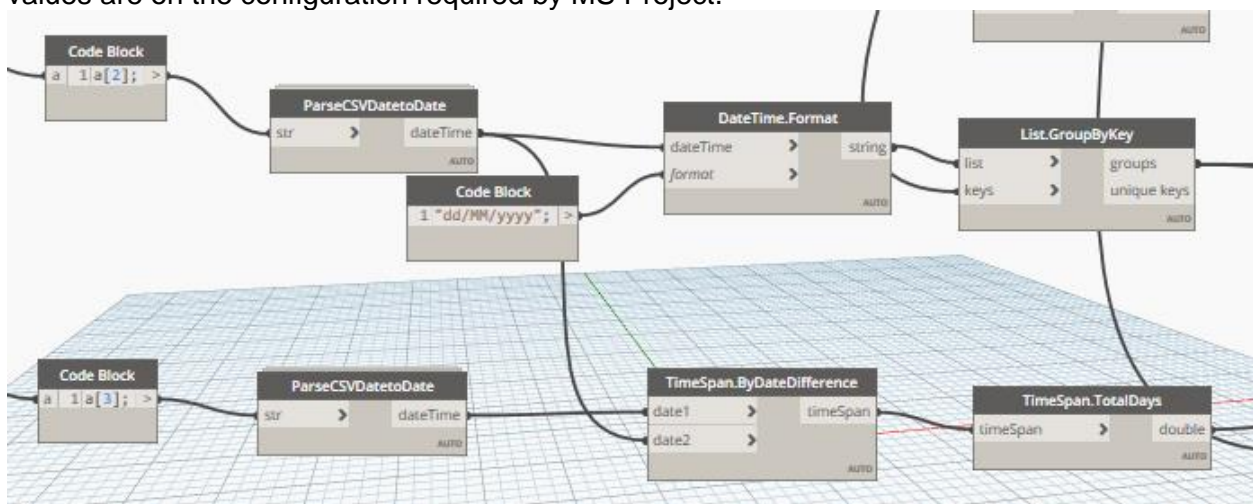 values are on the configuration required by MS Project.
AUTO
Code Block
a 1 a[2]; >
ParseCSVDatetoDate
str > dateTime
AUTO
DateTime.Format
dateTime > string
format >
AUTO
List.GroupByKey
list > groups
keys > unique keys
AUTO
Code Block
1 "dd/MM/yyyy"; >
Code Block
a 1 a[3]; >
ParseCSVDatetoDate
str > dateTime
AUTO
TimeSpan.ByDateDifference
date1 > timeSpan
date2 >
AUTO
TimeSpan.TotalDays
timeSpan > double
AUTO